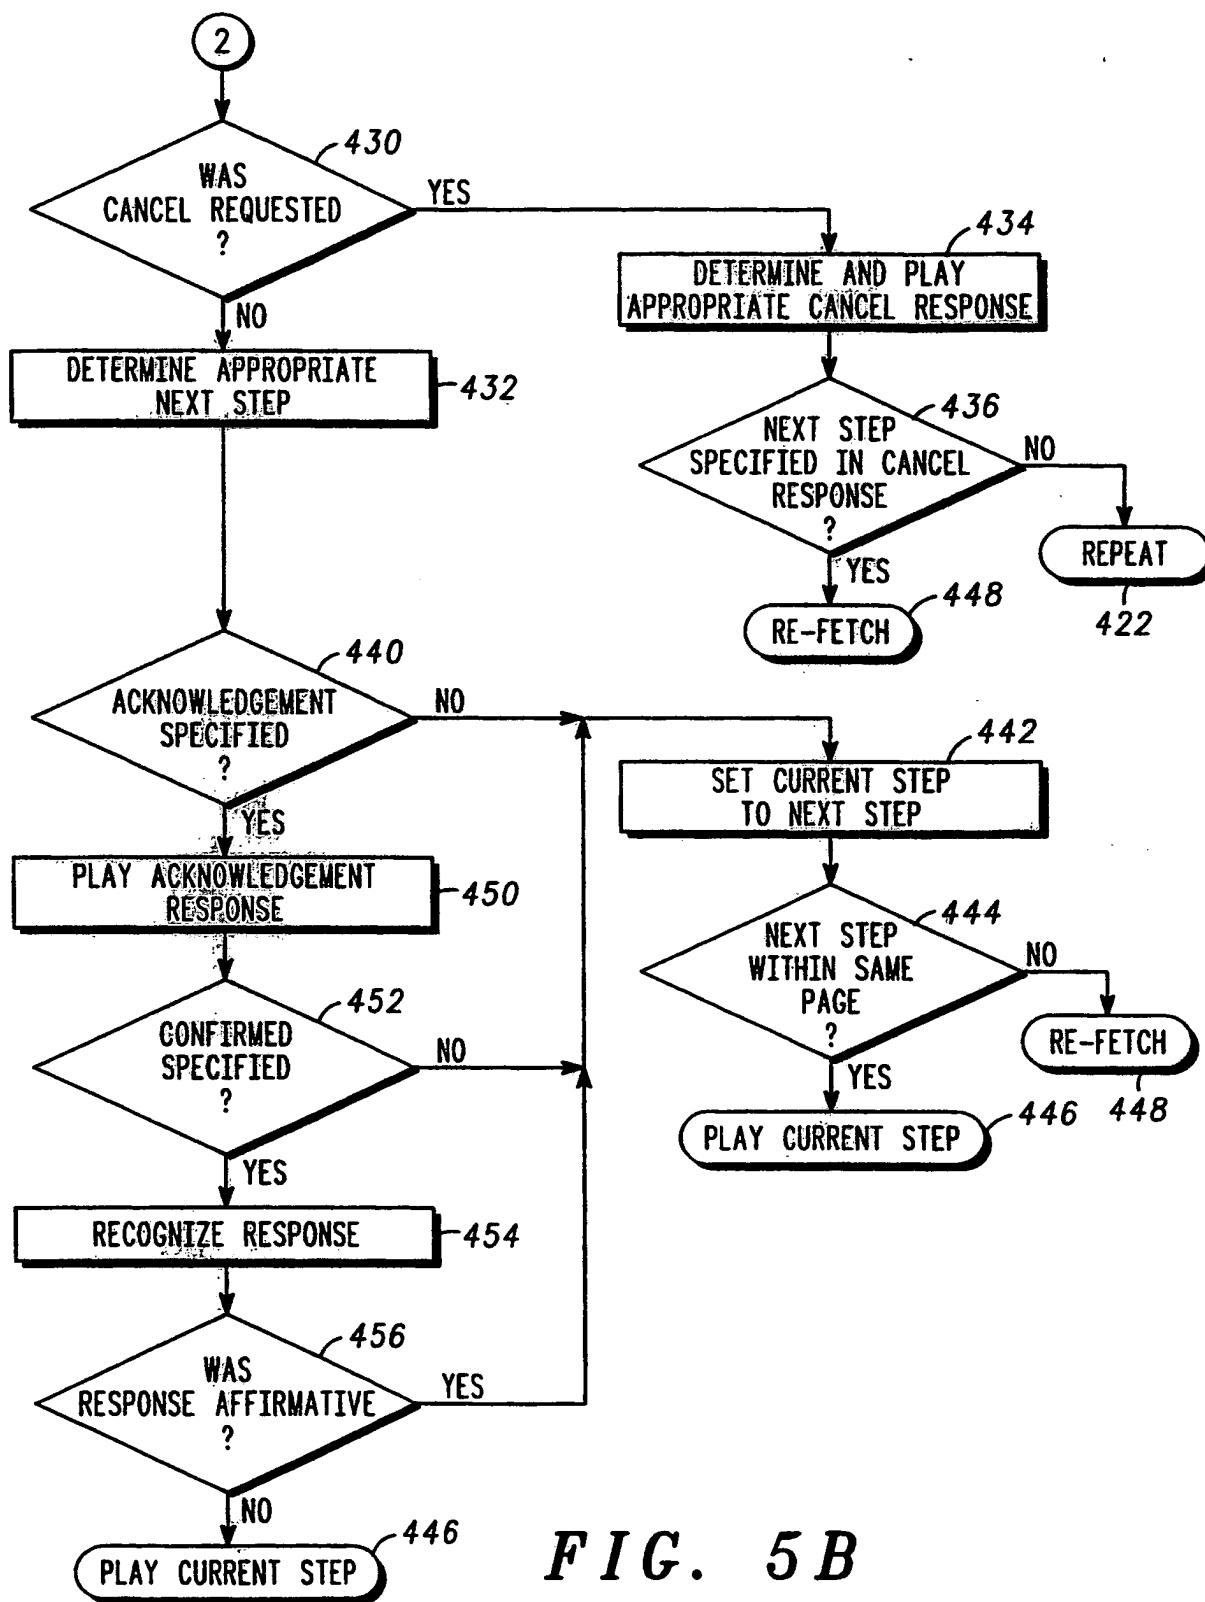 2
430
WAS
CANCEL REQUESTED
?
YES
NO
434
DETERMINE AND PLAY
APPROPRIATE CANCEL RESPONSE
DETERMINE APPROPRIATE
NEXT STEP
432
436
NEXT STEP
SPECIFIED IN CANCEL
RESPONSE
?
NO
YES
REPEAT
422
448
RE-FETCH
440
ACKNOWLEDGEMENT
SPECIFIED
?
NO
YES
442
SET CURRENT STEP
TO NEXT STEP
PLAY ACKNOWLEDGEMENT
RESPONSE
450
444
NEXT STEP
WITHIN SAME
PAGE
?
NO
YES
RE-FETCH
448
PLAY CURRENT STEP
446
452
CONFIRMED
SPECIFIED
?
NO
YES
RECOGNIZE RESPONSE
454
456
WAS
RESPONSE AFFIRMATIVE
?
YES
NO
446
PLAY CURRENT STEP
FIG. 5B